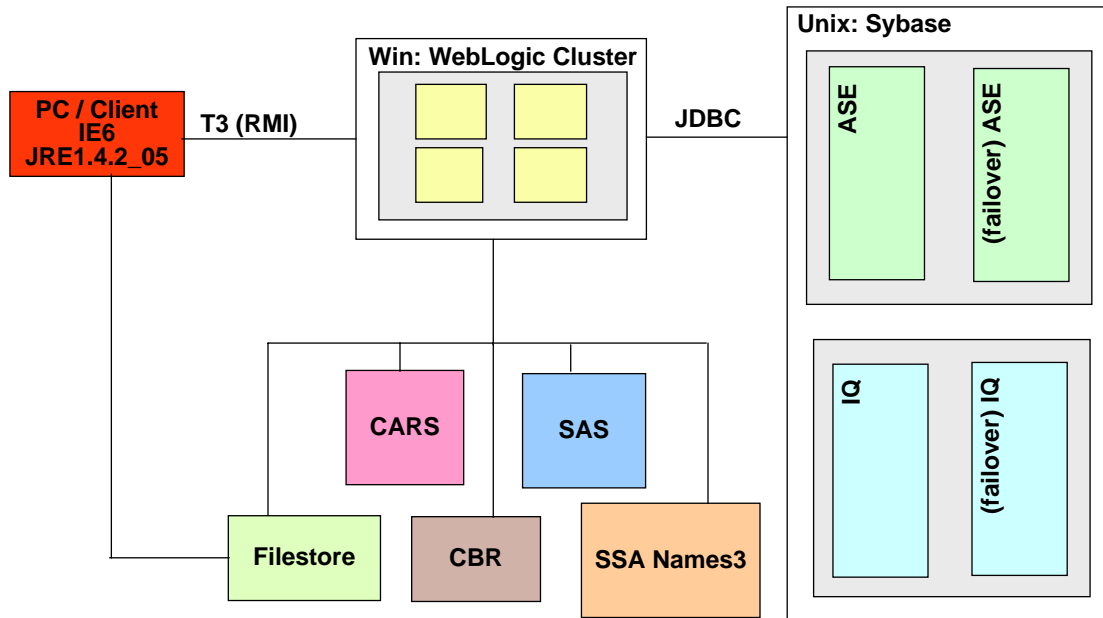 Unix: Sybase
Win: WebLogic Cluster
PC / Client
IE6
JRE1.4.2_05
T3 (RMI)
JDBC
ASE
(failover) ASE
IQ
(failover) IQ
CARS
SAS
Filestore
CBR
SSA Names3